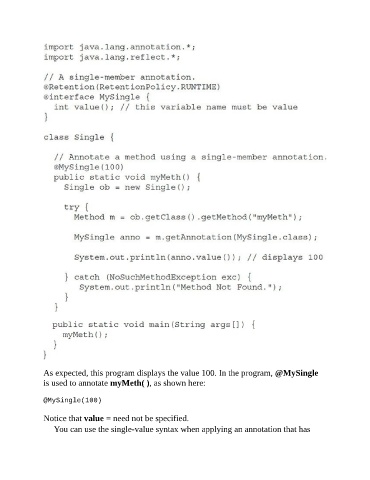 import java.lang.annotation.*;
import java.lang.reflect.*;
// A single-member annotation.
@Retention(RetentionPolicy.RUNTIME)
@interface MySingle {
int value(); // this variable name must be value
}
class Single {
// Annotate a method using a single-member annotation.
@MySingle(100)
public static void myMeth() {
Single ob = new Single();
try {
Method m = ob.getClass().getMethod("myMeth");
MySingle anno = m.getAnnotation(MySingle.class);
System.out.println(anno.value()); // displays 100
} catch (NoSuchMethodException exc) {
System.out.println("Method Not Found.");
}
}
public static void main(String args[]) {
myMeth();
}
}
As expected, this program displays the value 100. In the program, @MySingle
is used to annotate myMeth( ), as shown here:
@MySingle(100)
Notice that value = need not be specified.
You can use the single-value syntax when applying an annotation that has